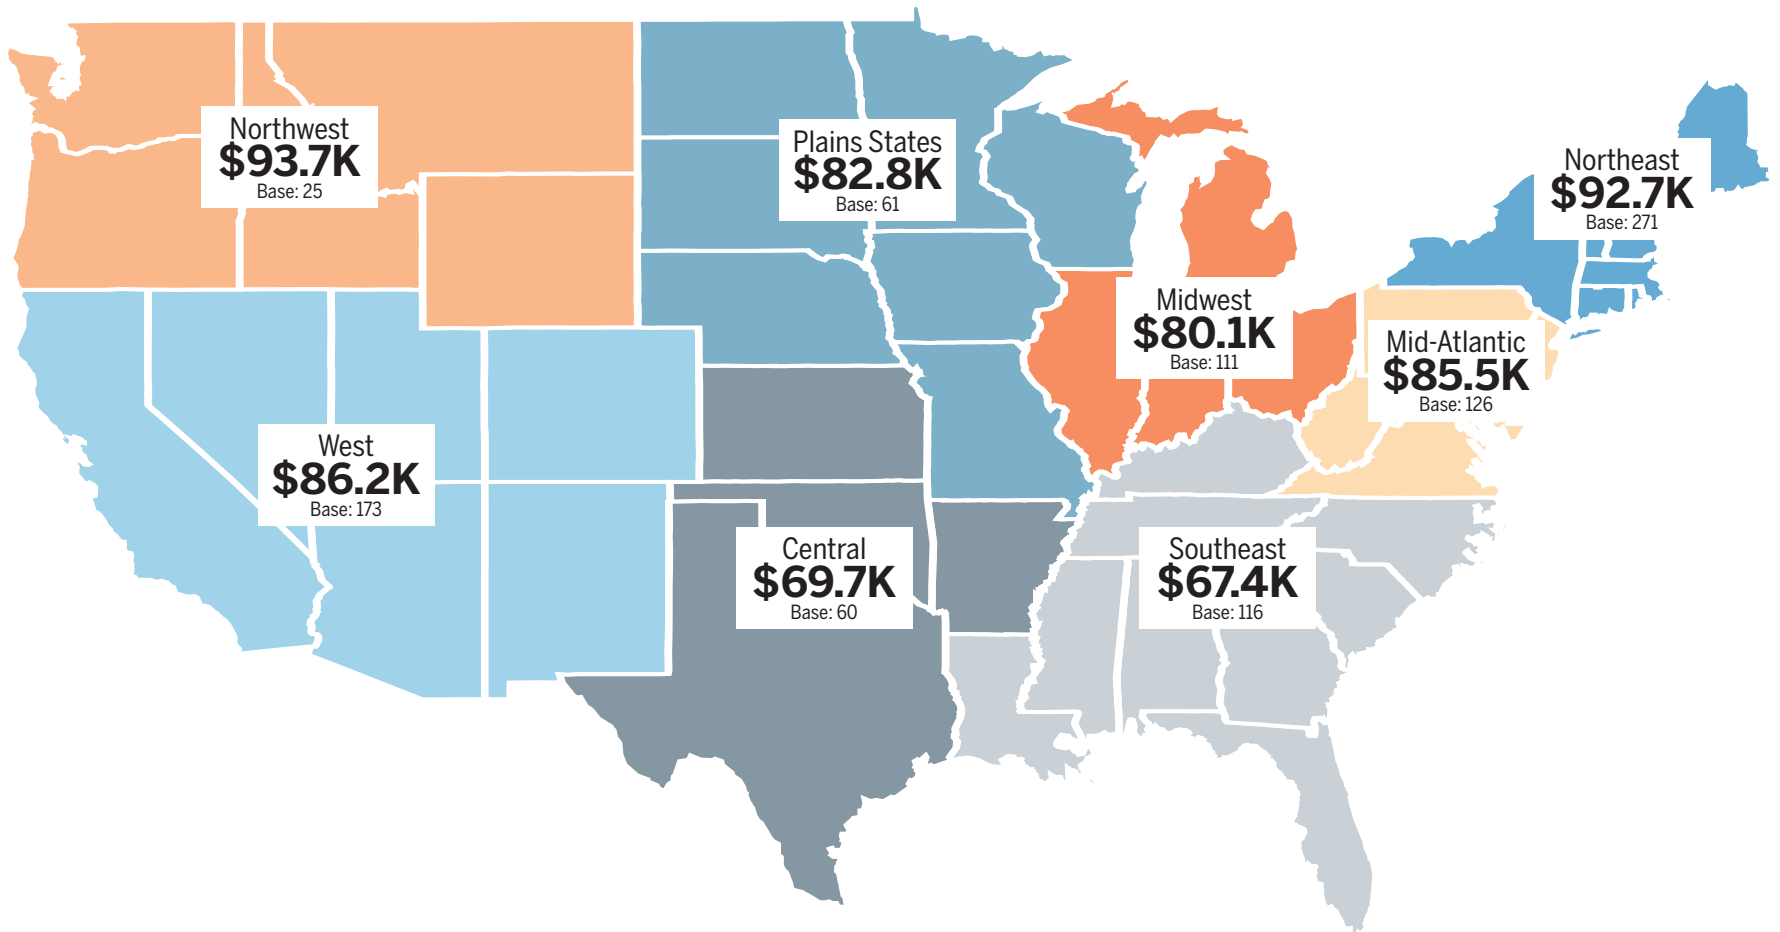 Northwest
$93.7K
Base: 25
Plains States
$82.8K
Base: 61
Northeast
$92.7K
Base: 271
Midwest
$80.1K
Base: 111
Mid-Atlantic
$85.5K
Base: 126
West
$86.2K
Base: 173
Central
$69.7K
Base: 60
Southeast
$67.4K
Base: 116